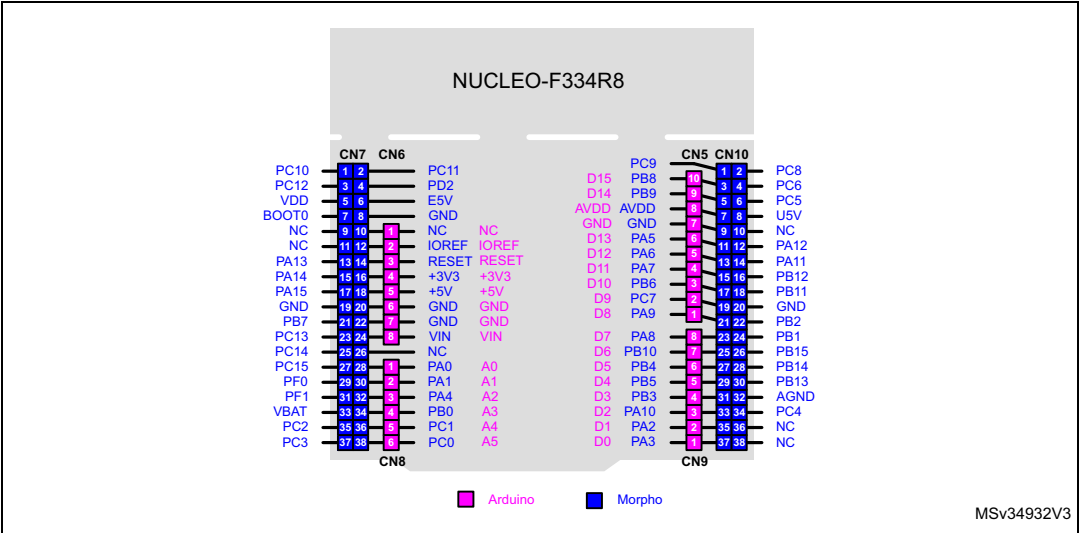 NUCLEO-F334R8
CN7 CN6 CN5 CN10
PC9
PC10 1 2 PC11 1 2 PC8
PC12 3 4 PD2 D15 PB8 10 3 4 PC6
VDD 5 6 E5V D14 PB9 9 5 6 PC5
BOOT0 7 8 GND AVDD AVDD 8 7 8 U5V
NC 9 10 1 NC NC GND GND 7 9 10 NC
NC 11 12 2 IOREF IOREF D13 PA5 6 11 12 PA12
PA13 13 14 3 RESET RESET D12 PA6 5 13 14 PA11
PA14 15 16 4 +3V3 +3V3 D11 PA7 4 15 16 PB12
PA15 17 18 5 +5V +5V D10 PB6 3 17 18 PB11
GND 19 20 6 GND GND D9 PC7 2 19 20 GND
PB7 21 22 7 GND GND D8 PA9 1 21 22 PB2
PC13 23 24 8 VIN VIN D7 PA8 8 23 24 PB1
PC14 25 26 NC D6 PB10 7 25 26 PB15
PC15 27 28 1 PA0 A0 D5 PB4 6 27 28 PB14
PF0 29 30 2 PA1 A1 D4 PB5 5 29 30 PB13
PF1 31 32 3 PA4 A2 D3 PB3 4 31 32 AGND
VBAT 33 34 4 PB0 A3 D2 PA10 3 33 34 PC4
PC2 35 36 5 PC1 A4 D1 PA2 2 35 36 NC
PC3 37 38 6 PC0 A5 D0 PA3 1 37 38 NC
CN8 CN9
Arduino Morpho
MSv34932V3